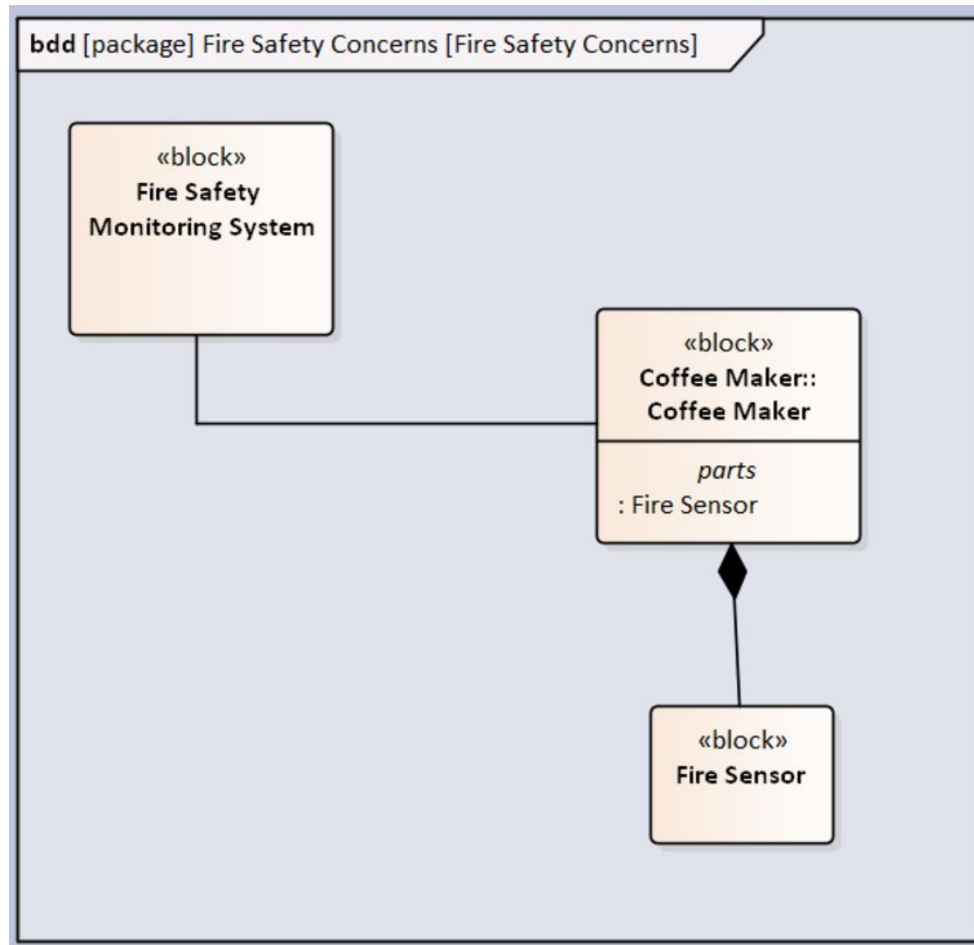 bdd [package] Fire Safety Concerns [Fire Safety Concerns]
«block»
Fire Safety
Monitoring System
«block»
Coffee Maker::
Coffee Maker
parts
: Fire Sensor
«block»
Fire Sensor